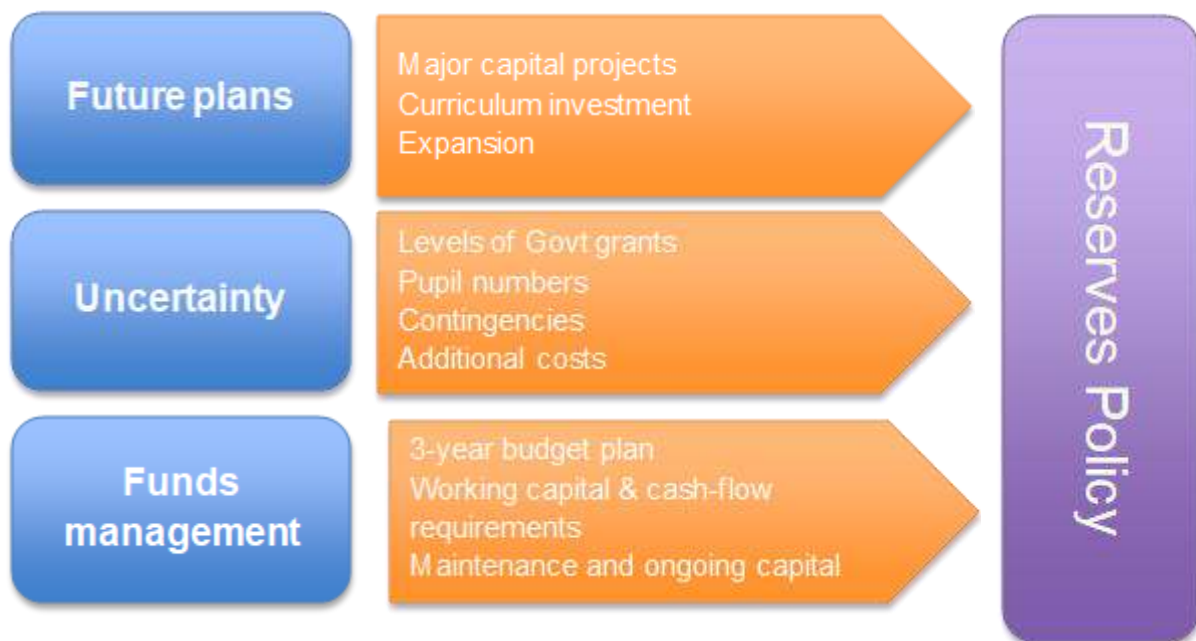 Future plans
Major capital projects
Curriculum investment
Expansion
Uncertainty
Levels of Govt grants
Pupil numbers
Contingencies
Additional costs
Funds
management
3-year budget plan
Working capital & cash-flow
requirements
Maintenance and ongoing capital
Reserves Policy